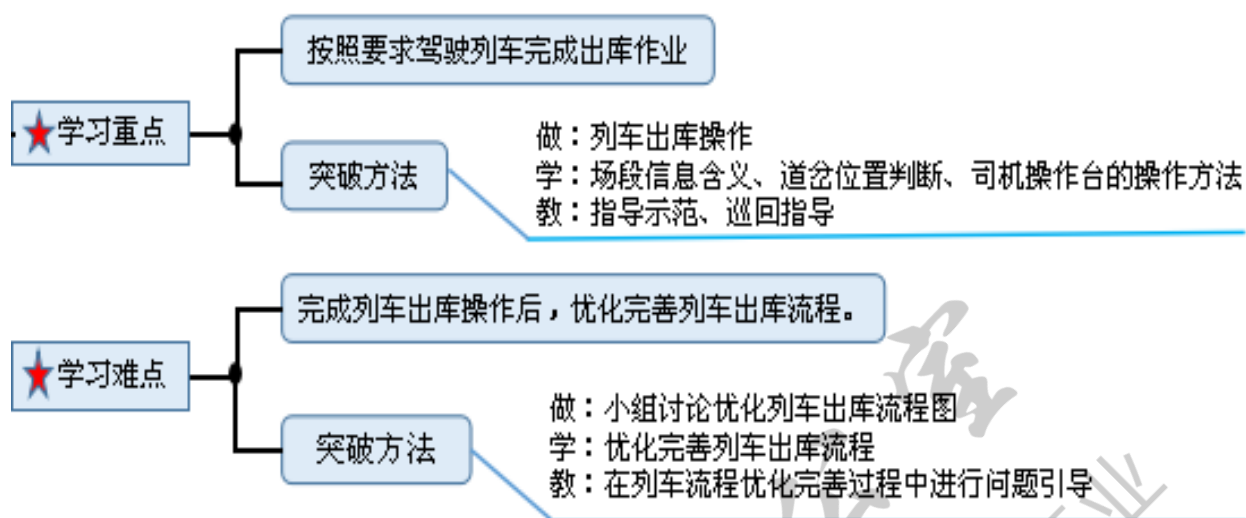 按照要求驾驶列车完成出库作业
学习重点
突破方法
做：列车出库操作
学：场段信息含义、道岔位置判断、司机操作台的操作方法
教：指导示范、巡回指导
完成列车出库操作后，优化完善列车出库流程。
学习难点
突破方法
做：小组讨论优化列车出库流程图
学：优化完善列车出库流程
教：在列车流程优化完善过程中进行问题引导
业